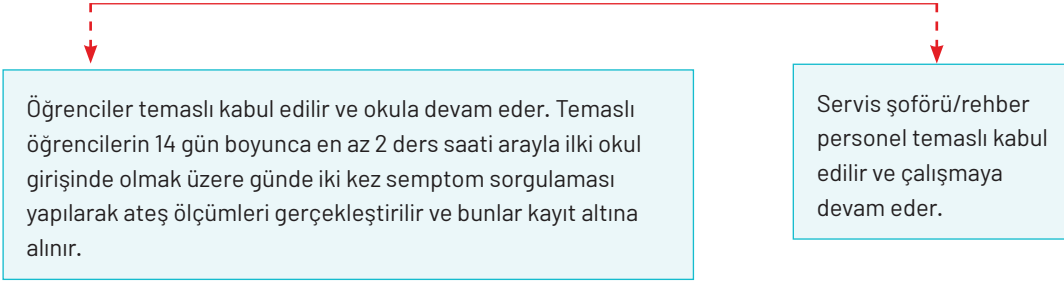 Öğrenciler temaslı kabul edilir ve okula devam eder. Temaslı
öğrencilerin 14 gün boyunca en az 2 ders saati arayla ilki okul
girişinde olmak üzere günde iki kez semptom sorgulaması
yapılarak ateş ölçümleri gerçekleştirilir ve bunlar kayıt altına
alınır.
Servis şoförü/rehber
personel temaslı kabul
edilir ve çalışmaya
devam eder.